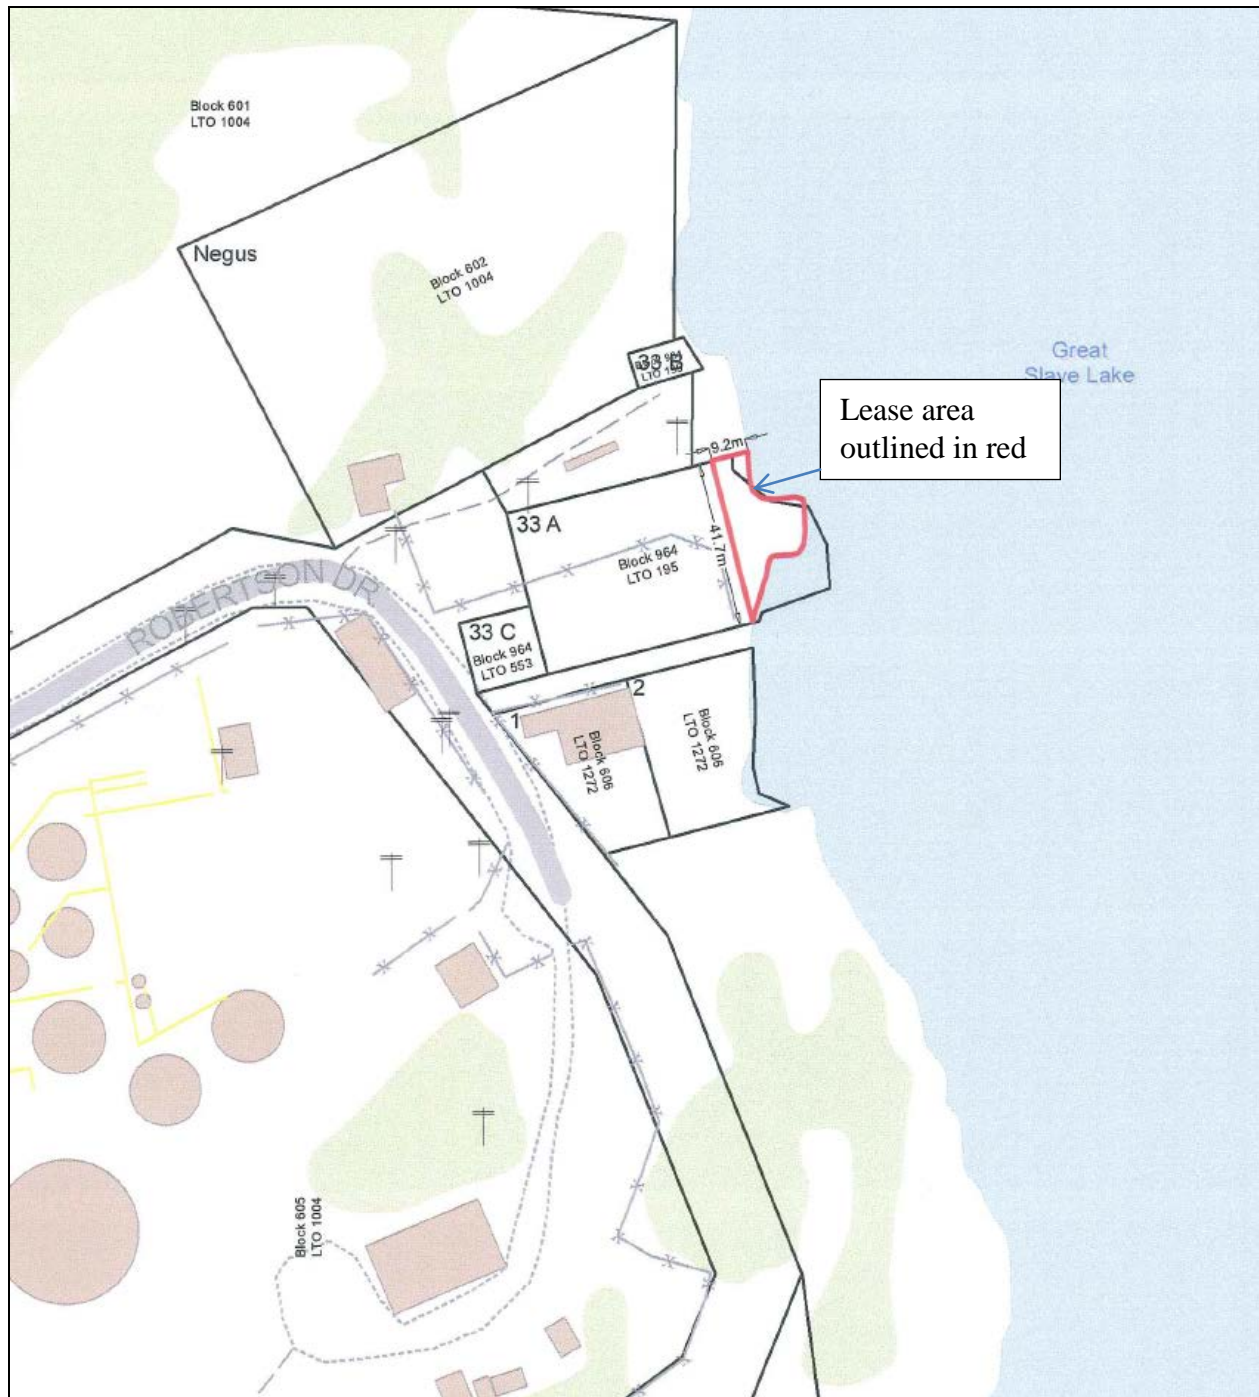 Block 601
LTO 1004
Negus
Block 602
LTO 1004
Great
Slave Lake
33 B
Lease area
outlined in red
9.2m
33 A
41.7m
Block 964
LTO 195
ROBERTSON DR
33 C
Block 964
LTO 553
2
1
Block 606
LTO 1272
Block 606
LTO 1272
Block 605
LTO 1004